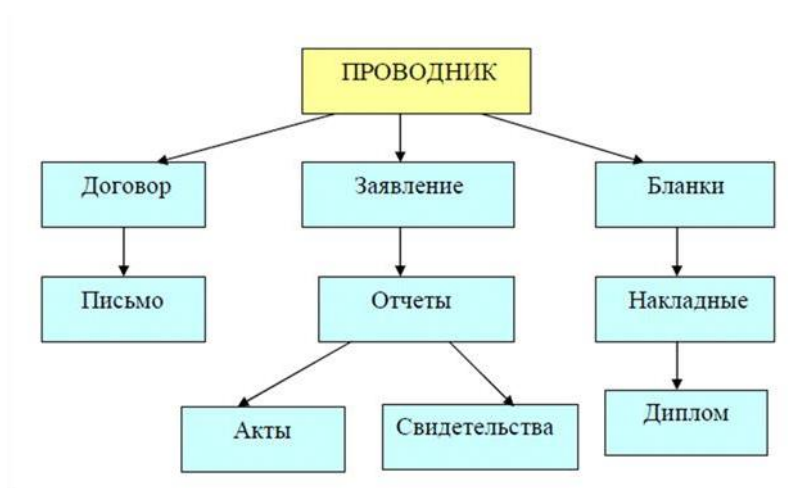 ПРОВОДНИК
Договор
Заявление
Бланки
Письмо
Отчеты
Накладные
Акты
Свидетельства
Диплом